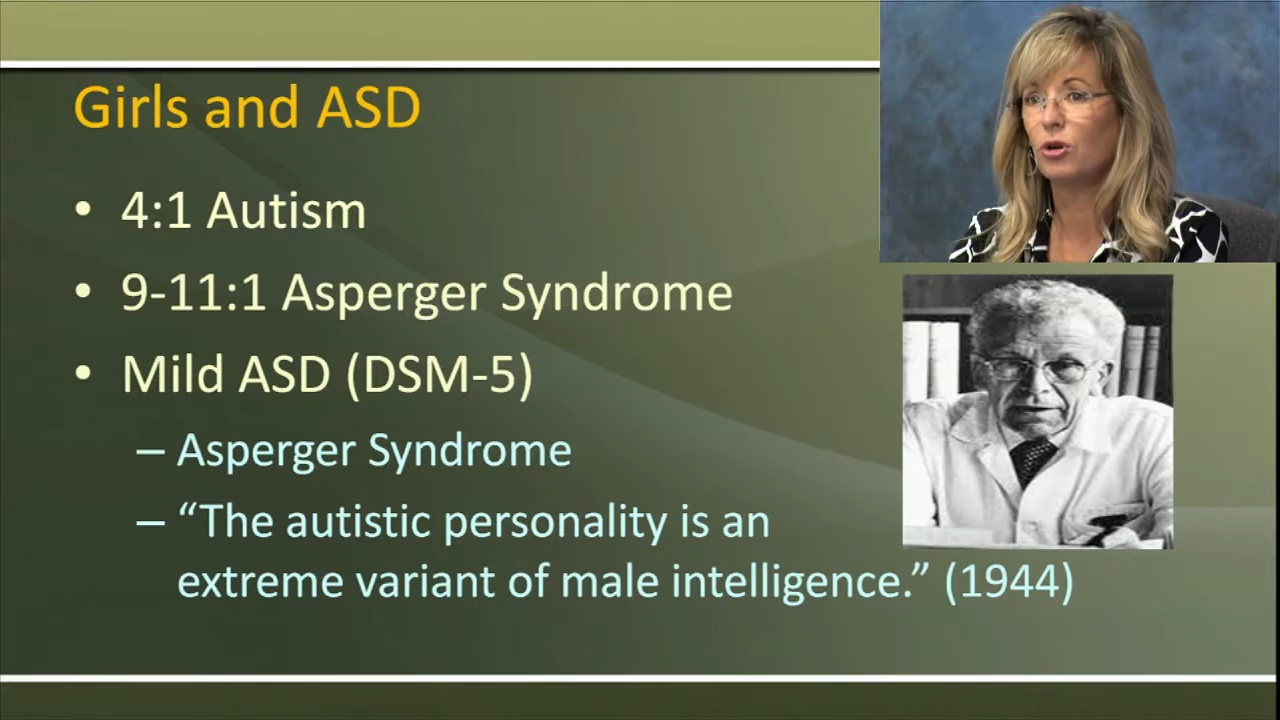 Girls and ASD
• 4:1 Autism
• 9-11:1 Asperger Syndrome
• Mild ASD (DSM-5)
– Asperger Syndrome
– “The autistic personality is an
extreme variant of male intelligence.” (1944)